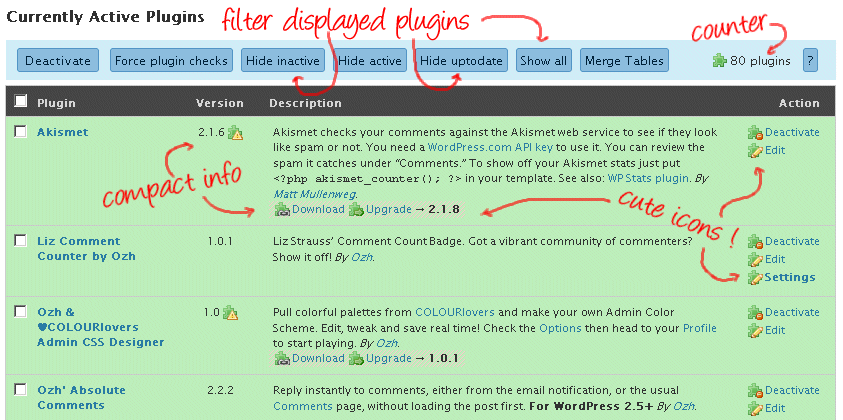 Currently Active Plugins
filter displayed plugins
counter
Deactivate Force plugin checks Hide inactive Hide active Hide uptodate Show all Merge Tables 80 plugins ?
Plugin Version Description Action
Akismet 2.1.6 Akismet checks your comments against the Akismet web service to see if they look Deactivate
like spam or not. You need a WordPress.com API key to use it. You can review the Edit
spam it catches under “Comments.” To show off your Akismet stats just put
<?php akismet_counter(); ?> in your template. See also: WP Stats plugin. By
Matt Mullenweg.
Download Upgrade → 2.1.8
compact info
cute icons !
Liz Comment 1.0.1 Liz Strauss’ Comment Count Badge. Got a vibrant community of commenters? Deactivate
Counter by Ozh Show it off! By Ozh. Edit
Settings
Ozh & 1.0 Pull colorful palettes from COLOURlovers and make your own Admin Color Deactivate
♥COLOURlovers Scheme. Edit, tweak and save real time! Check the Options then head to your Profile Edit
Admin CSS Designer to start playing. By Ozh.
Download Upgrade → 1.0.1
Ozh' Absolute 2.2.2 Reply instantly to comments, either from the email notification, or the usual Deactivate
Comments Comments page, without loading the post first. For WordPress 2.5+ By Ozh. Edit